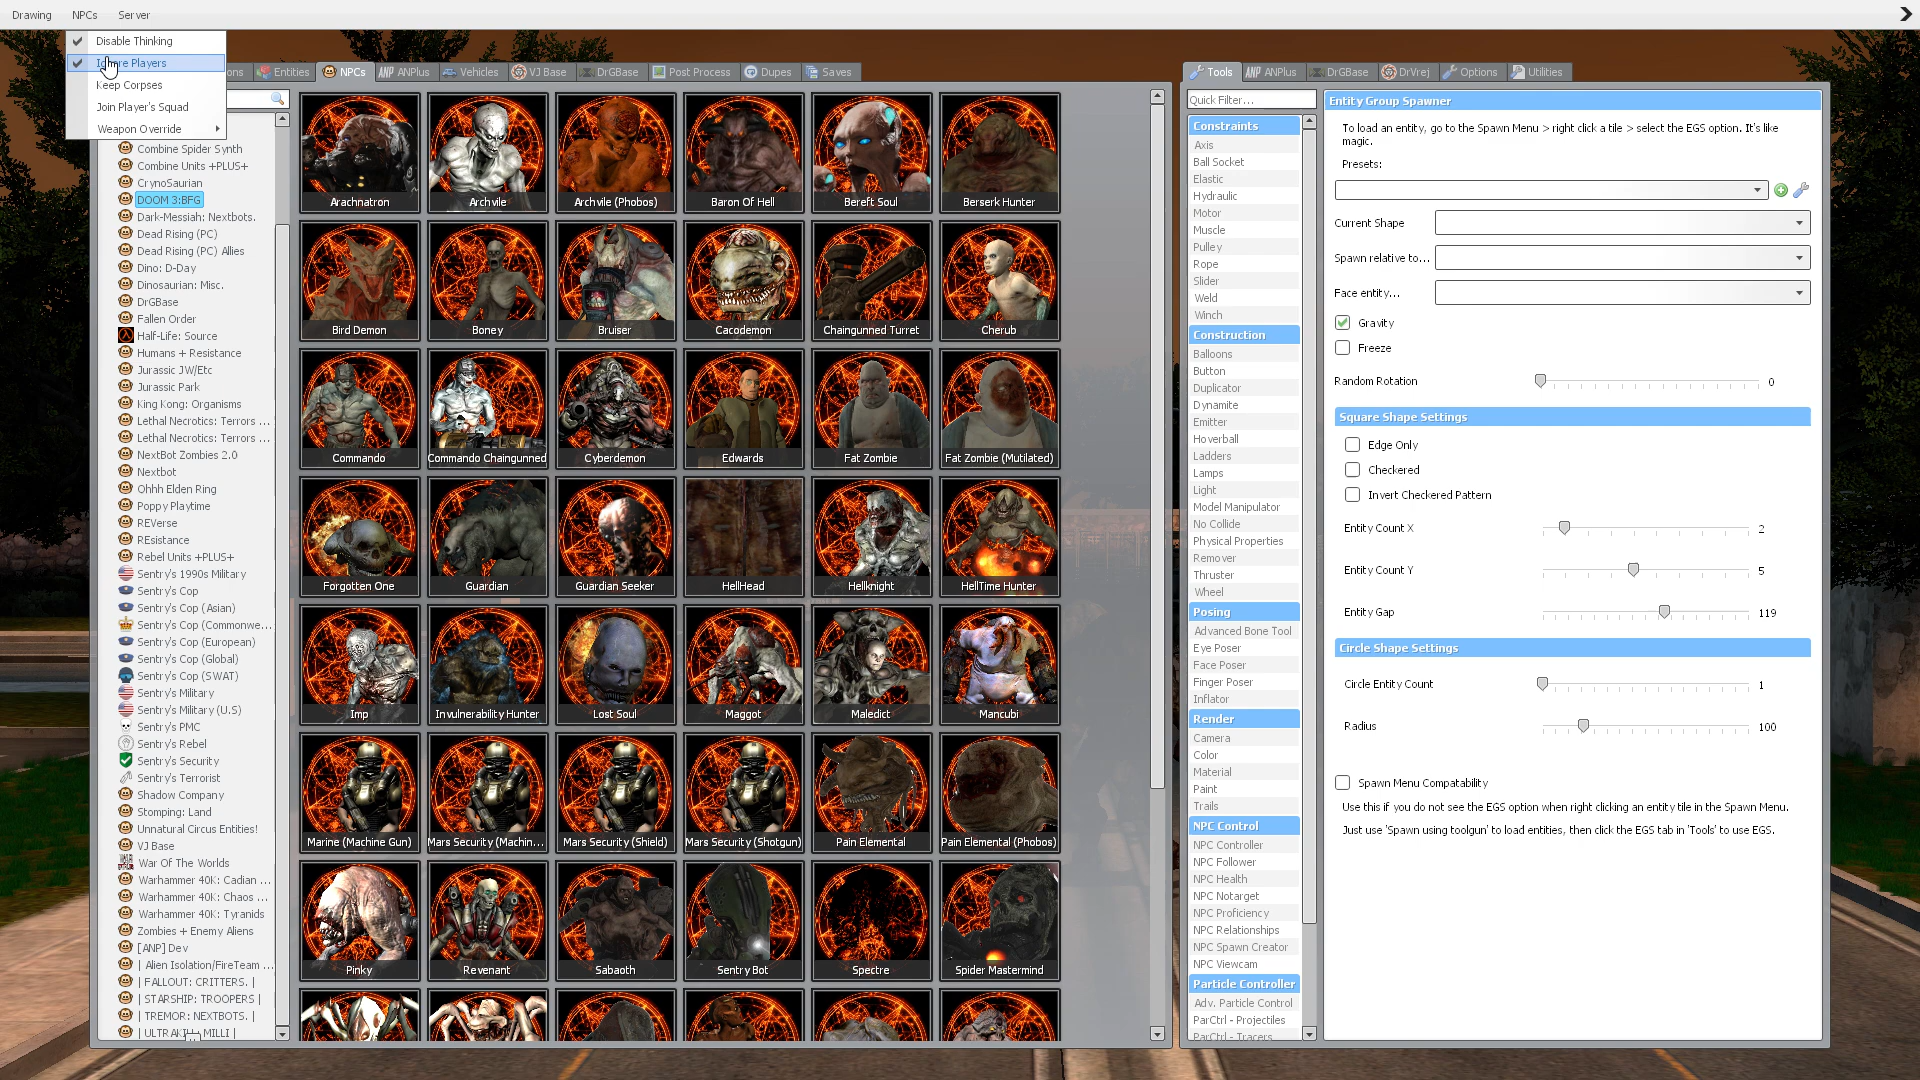 Drawing NPCs Server
Disable Thinking
Ignore Players
Keep Corpses
Join Player's Squad
Weapon Override
Entities NPCs ANPlus Vehicles VJ Base DrGBase Post Process Dupes Saves
Combine Spider Synth
Combine Units +PLUS+
CrynoSaurian
DOOM 3:BFG
Dark-Messiah: Nextbots.
Dead Rising (PC)
Dead Rising (PC) Allies
Dino: D-Day
Dinosaurian: Misc.
DrGBase
Fallen Order
Half-Life: Source
Humans + Resistance
Jurassic JW/Etc
Jurassic Park
King Kong: Organisms
Lethal Necrotics: Terrors ...
Lethal Necrotics: Terrors ...
NextBot Zombies 2.0
Nextbot
Ohhh Elden Ring
Poppy Playtime
REVerse
REsistance
Rebel Units +PLUS+
Sentry's 1990s Military
Sentry's Cop
Sentry's Cop (Asian)
Sentry's Cop (Commonwe...
Sentry's Cop (European)
Sentry's Cop (Global)
Sentry's Cop (SWAT)
Sentry's Military
Sentry's Military (U.S)
Sentry's PMC
Sentry's Rebel
Sentry's Security
Sentry's Terrorist
Shadow Company
Stomping: Land
Unnatural Circus Entities!
VJ Base
War Of The Worlds
Warhammer 40K: Cadian ...
Warhammer 40K: Chaos ...
Warhammer 40K: Tyranids
Zombies + Enemy Aliens
[ANP] Dev
| Alien Isolation/FireTeam ...
| FALLOUT: CRITTERS. |
| STARSHIP: TROOPERS |
| TREMOR: NEXTBOTS. |
| ULTRAKILL MILLI |
Arachnatron Archvile Archvile (Phobos) Baron Of Hell Bereft Soul Berserk Hunter
Bird Demon Boney Bruiser Cacodemon Chaingunned Turret Cherub
Commando Commando Chaingunned Cyberdemon Edwards Fat Zombie Fat Zombie (Mutilated)
Forgotten One Guardian Guardian Seeker HellHead Hellknight HellTime Hunter
Imp Invulnerability Hunter Lost Soul Maggot Maledict Mancubi
Marine (Machine Gun) Mars Security (Machin... Mars Security (Shield) Mars Security (Shotgun) Pain Elemental Pain Elemental (Phobos)
Pinky Revenant Sabaoth Sentry Bot Spectre Spider Mastermind
Tools ANPlus DrGBase DrVrej Options Utilities
Quick Filter...
Constraints
Axis
Ball Socket
Elastic
Hydraulic
Motor
Muscle
Pulley
Rope
Slider
Weld
Winch
Construction
Balloons
Button
Duplicator
Dynamite
Emitter
Hoverball
Ladders
Lamps
Light
Model Manipulator
No Collide
Physical Properties
Remover
Thruster
Wheel
Posing
Advanced Bone Tool
Eye Poser
Face Poser
Finger Poser
Inflator
Render
Camera
Color
Material
Paint
Trails
NPC Control
NPC Controller
NPC Follower
NPC Health
NPC Notarget
NPC Proficiency
NPC Relationships
NPC Spawn Creator
NPC Viewcam
Particle Controller
Adv. Particle Control
ParCtrl - Projectiles
ParCtrl - Tracers
Entity Group Spawner
To load an entity, go to the Spawn Menu > right click a tile > select the EGS option. It's like
magic.
Presets:
Current Shape
Spawn relative to...
Face entity...
Gravity
Freeze
Random Rotation 0
Square Shape Settings
Edge Only
Checkered
Invert Checkered Pattern
Entity Count X 2
Entity Count Y 5
Entity Gap 119
Circle Shape Settings
Circle Entity Count 1
Radius 100
Spawn Menu Compatability
Use this if you do not see the EGS option when right clicking an entity tile in the Spawn Menu.
Just use 'Spawn using toolgun' to load entities, then click the EGS tab in 'Tools' to use EGS.